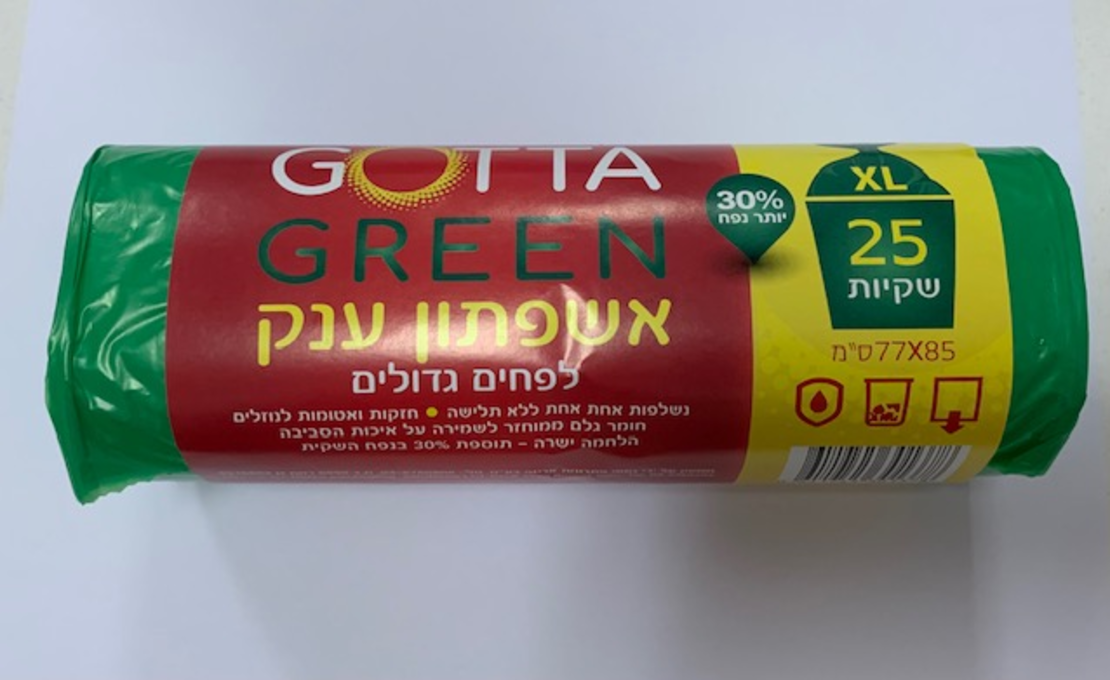 GOTTA
GREEN
אשפתון ענק
לפחים גדולים
נשלפות אחת אחת ללא תלישה • חזקות ואטומות לנוזלים
חומר גלם ממוחזר לשמירה על איכות הסביבה
הלחמה ישרה - תוספת 30% בנפח השקית
30%
יותר נפח
XL
25
שקיות
77X85 ס"מ